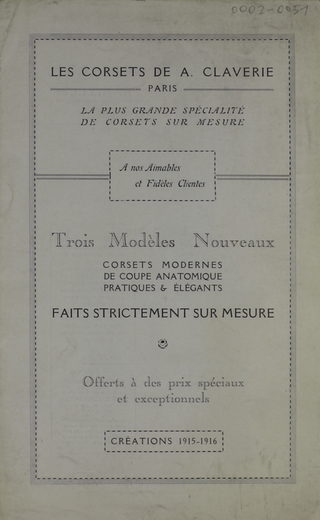 0002-0051
LES CORSETS DE A. CLAVERIE
PARIS
LA PLUS GRANDE SPÉCIALITÉ
DE CORSETS SUR MESURE
A nos Aimables
et Fidèles Clientes
Trois Modèles Nouveaux
CORSETS MODERNES
DE COUPE ANATOMIQUE
PRATIQUES & ÉLÉGANTS
FAITS STRICTEMENT SUR MESURE
Offerts à des prix spéciaux
et exceptionnels
CRÉATIONS 1915-1916